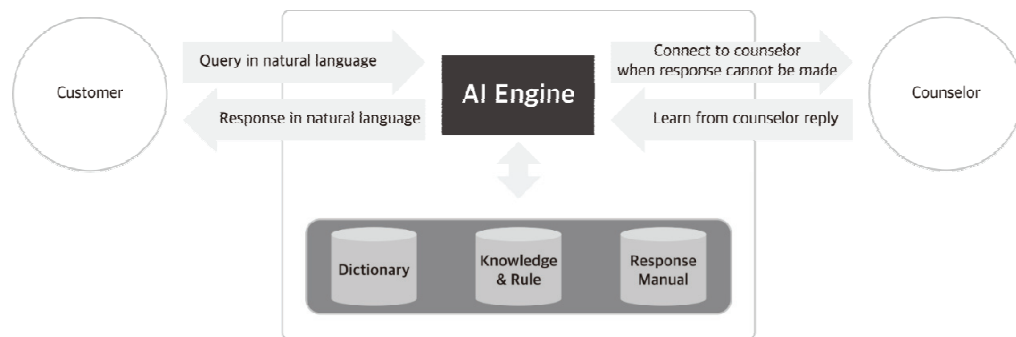 Customer
Query in natural language
Response in natural language
AI Engine
Connect to counselor
when response cannot be made
Learn from counselor reply
Counselor
Dictionary
Knowledge
& Rule
Response
Manual